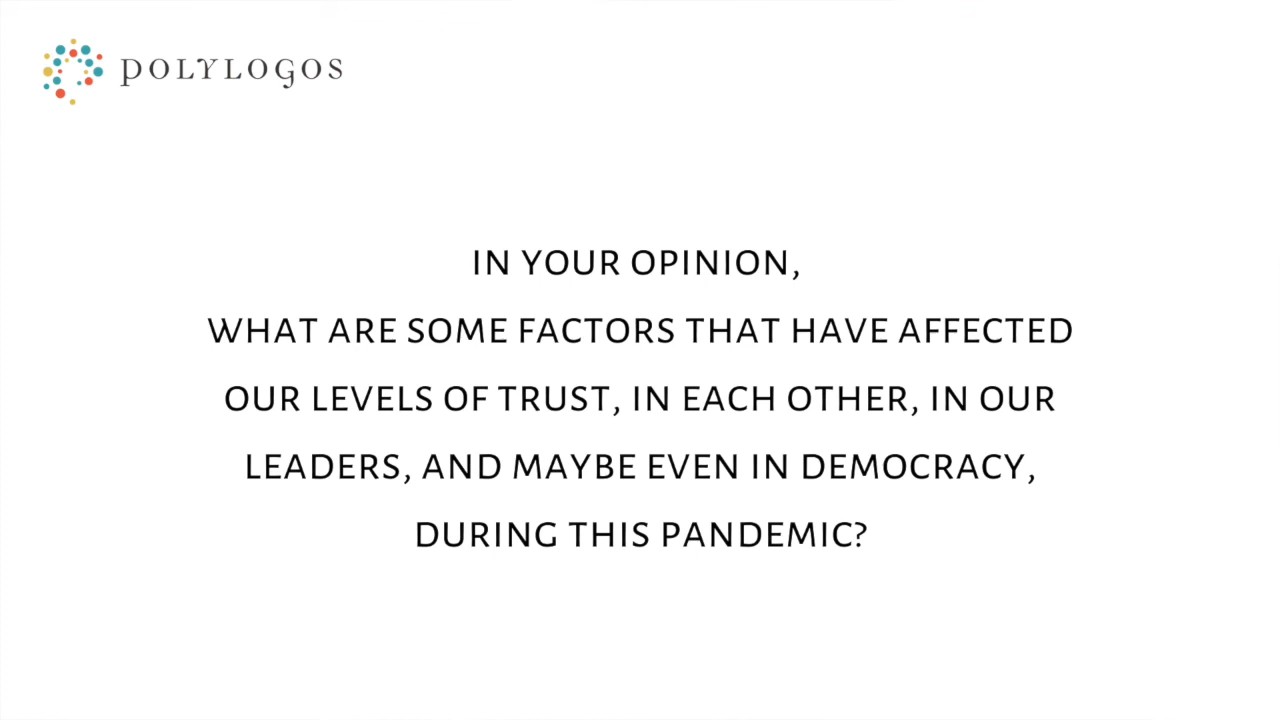 POLYLOGOS
IN YOUR OPINION,
WHAT ARE SOME FACTORS THAT HAVE AFFECTED
OUR LEVELS OF TRUST, IN EACH OTHER, IN OUR
LEADERS, AND MAYBE EVEN IN DEMOCRACY,
DURING THIS PANDEMIC?